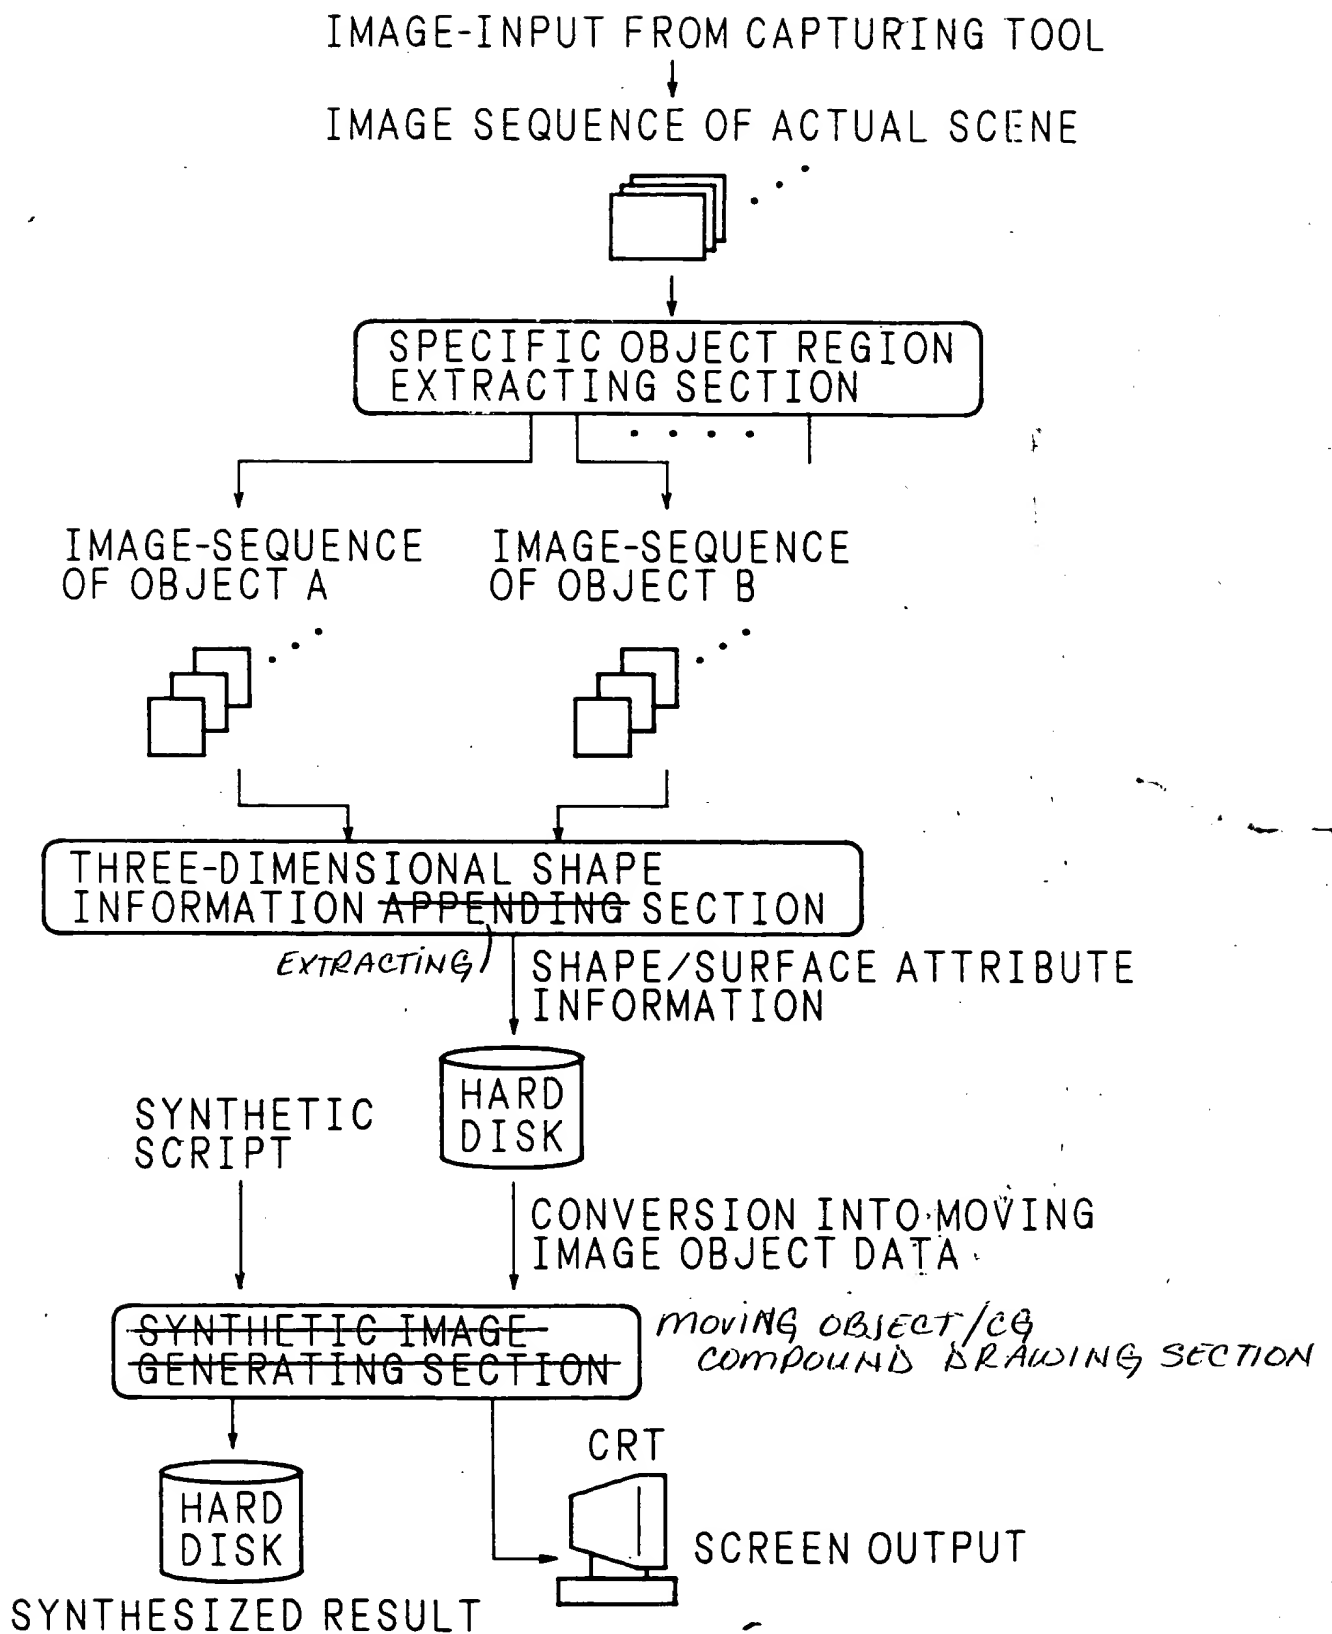 IMAGE-INPUT FROM CAPTURING TOOL
IMAGE SEQUENCE OF ACTUAL SCENE
SPECIFIC OBJECT REGION
EXTRACTING SECTION
IMAGE-SEQUENCE
OF OBJECT A
IMAGE-SEQUENCE
OF OBJECT B
THREE-DIMENSIONAL SHAPE
INFORMATION APPENDING SECTION
EXTRACTING
SHAPE/SURFACE ATTRIBUTE
INFORMATION
HARD
DISK
SYNTHETIC
SCRIPT
CONVERSION INTO MOVING
IMAGE OBJECT DATA
SYNTHETIC IMAGE
GENERATING SECTION
MOVING OBJECT/CG
COMPOUND DRAWING SECTION
CRT
HARD
DISK
SCREEN OUTPUT
SYNTHESIZED RESULT